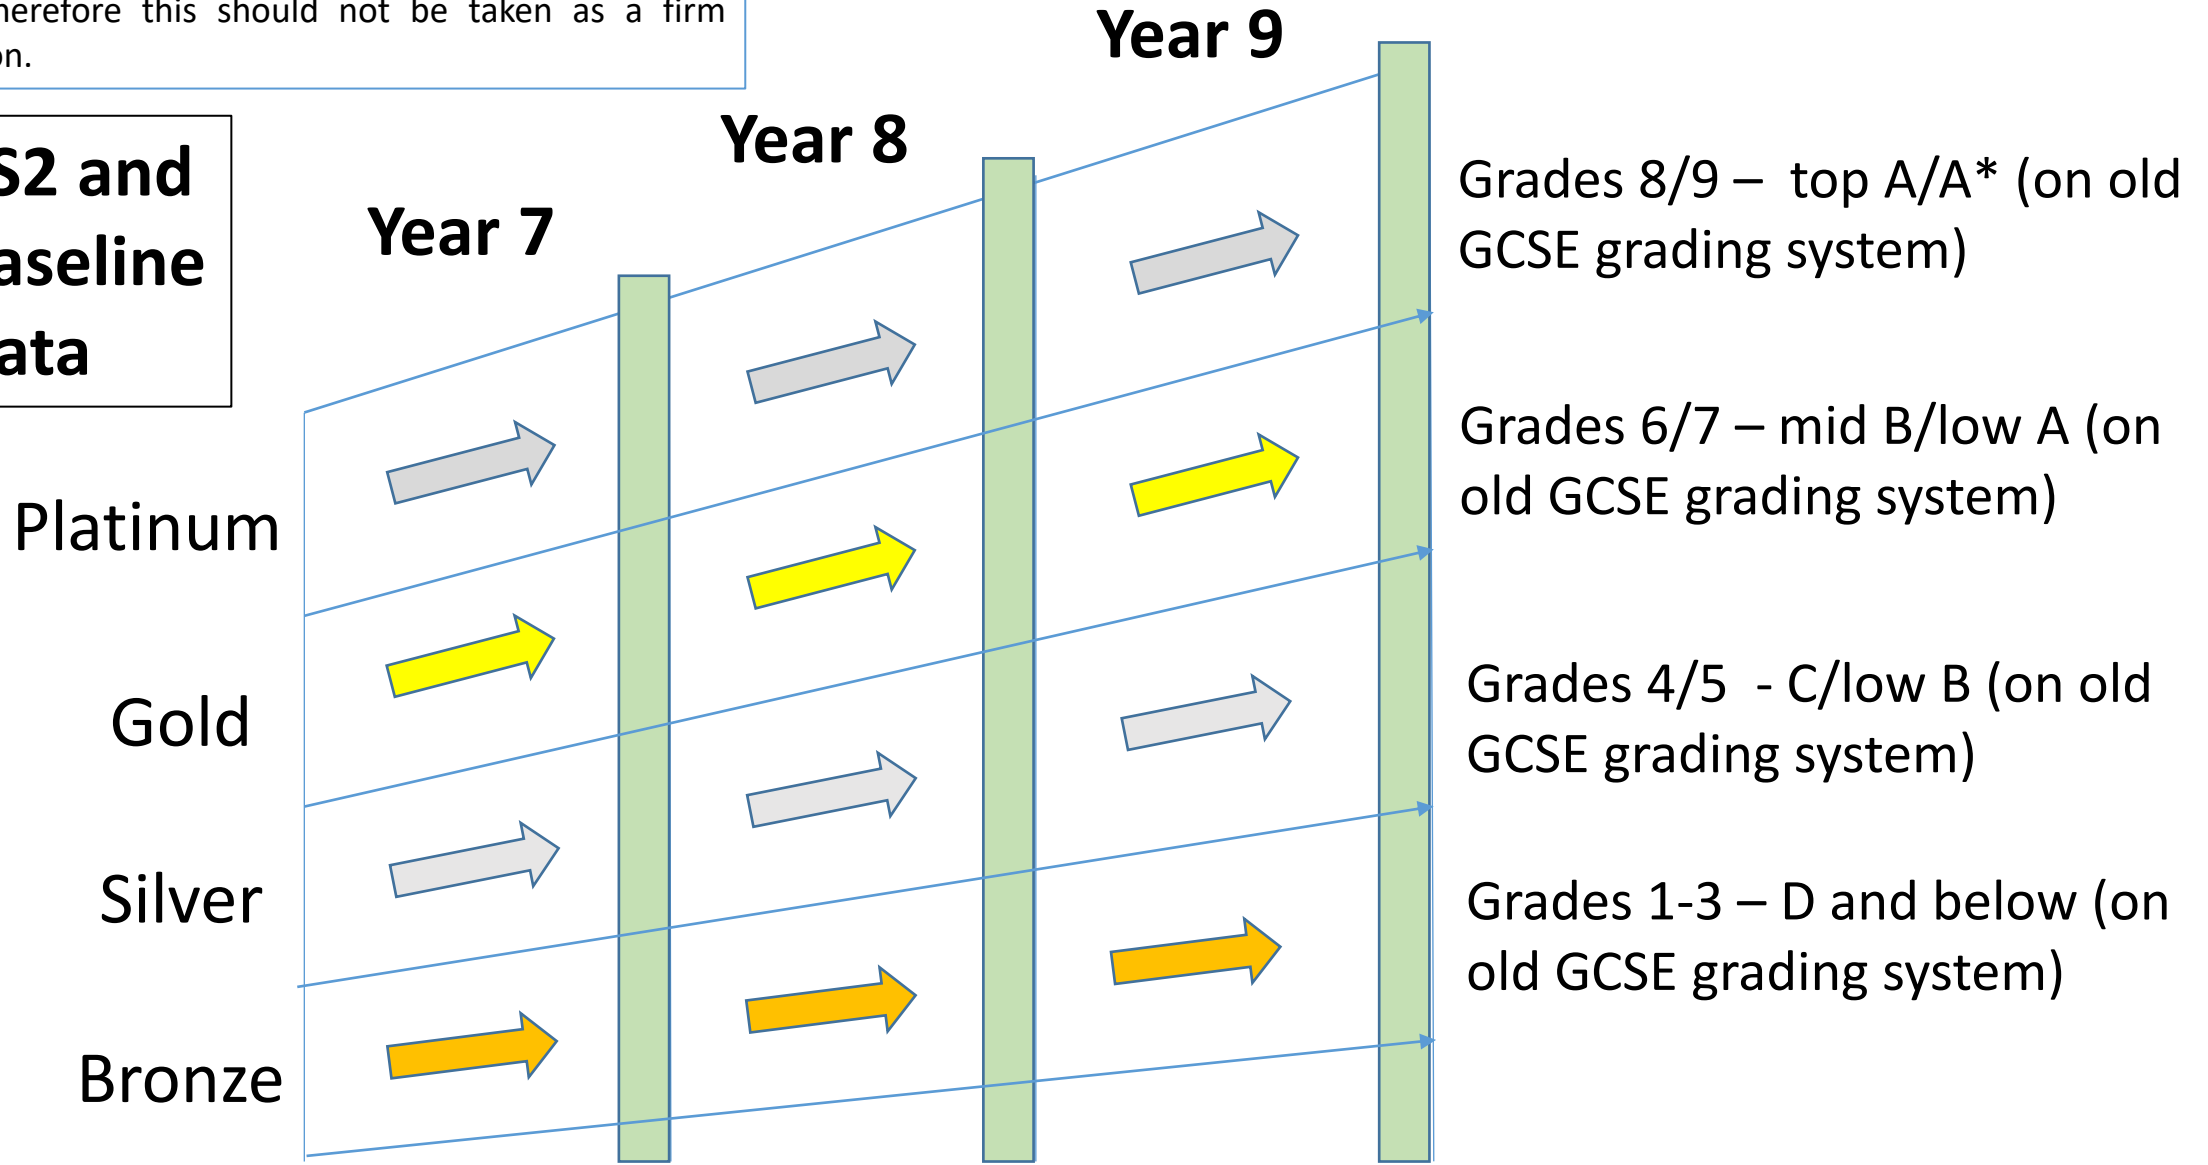 herefore this should not be taken as a firm
on.
Year 9
Year 8
Year 7
S2 and
aseline
ata
Grades 8/9 – top A/A* (on old
GCSE grading system)
Platinum
Grades 6/7 – mid B/low A (on
old GCSE grading system)
Gold
Grades 4/5 - C/low B (on old
GCSE grading system)
Silver
Grades 1-3 – D and below (on
old GCSE grading system)
Bronze